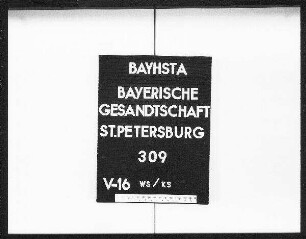 BAYHSTA
BAYERISCHE
GESANDTSCHAFT
ST.PETERSBURG
309
V-16 WS/KS